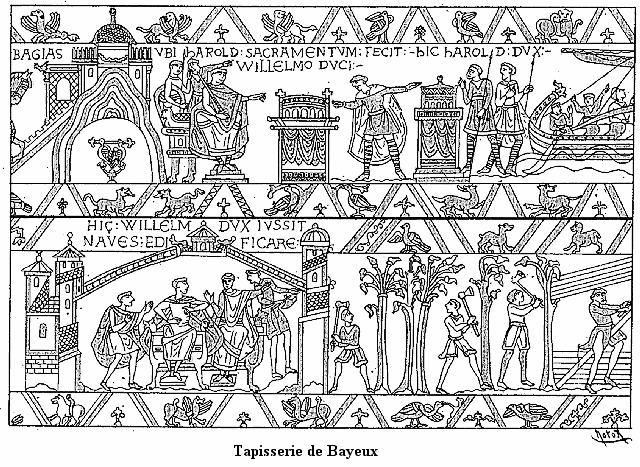 BAGIAS VBI hAROLD: SACRAMENTVM: FECIT:- hIC hAROLD: DVX:-
WILLELMO DVCI:-
HIC: WILLELM DVX IVSSIT
NAVES: EDI FICARE:
Tapisserie de Bayeux